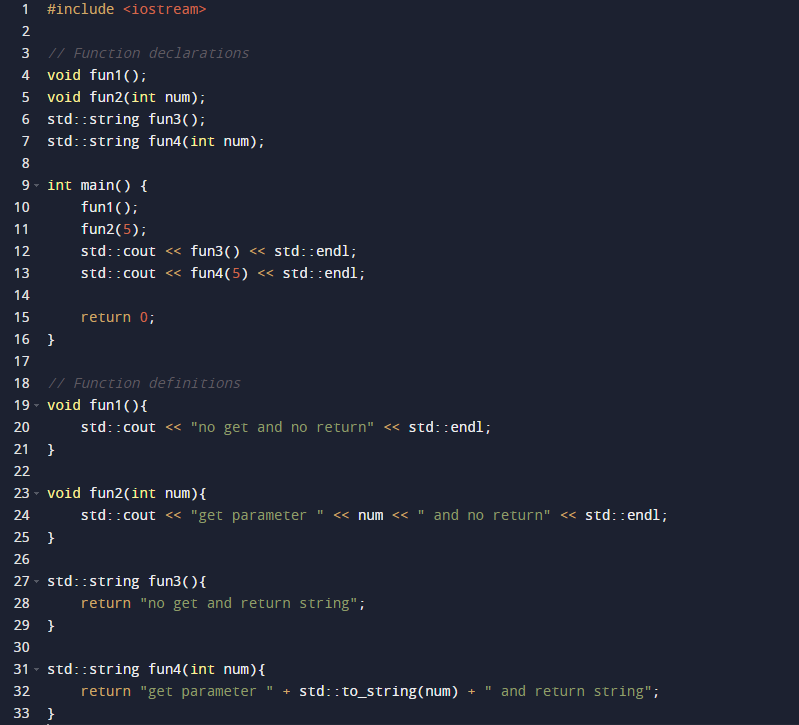 1 #include <iostream>
2
3 // Function declarations
4 void fun1();
5 void fun2(int num);
6 std::string fun3();
7 std::string fun4(int num);
8
9 int main() {
10     fun1();
11     fun2(5);
12     std::cout << fun3() << std::endl;
13     std::cout << fun4(5) << std::endl;
14
15     return 0;
16 }
17
18 // Function definitions
19 void fun1(){
20     std::cout << "no get and no return" << std::endl;
21 }
22
23 void fun2(int num){
24     std::cout << "get parameter " << num << " and no return" << std::endl;
25 }
26
27 std::string fun3(){
28     return "no get and return string";
29 }
30
31 std::string fun4(int num){
32     return "get parameter " + std::to_string(num) + " and return string";
33 }